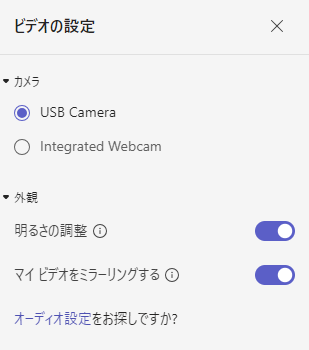 ビデオの設定
カメラ
USB Camera
Integrated Webcam
外観
明るさの調整
マイ ビデオをミラーリングする
オーディオ設定をお探しですか?